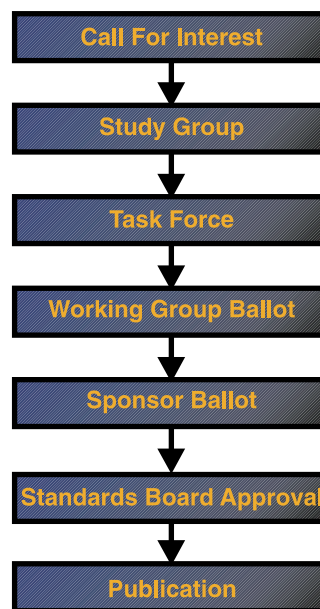 Call For Interest
Study Group
Task Force
Working Group Ballot
Sponsor Ballot
Standards Board Approval
Publication